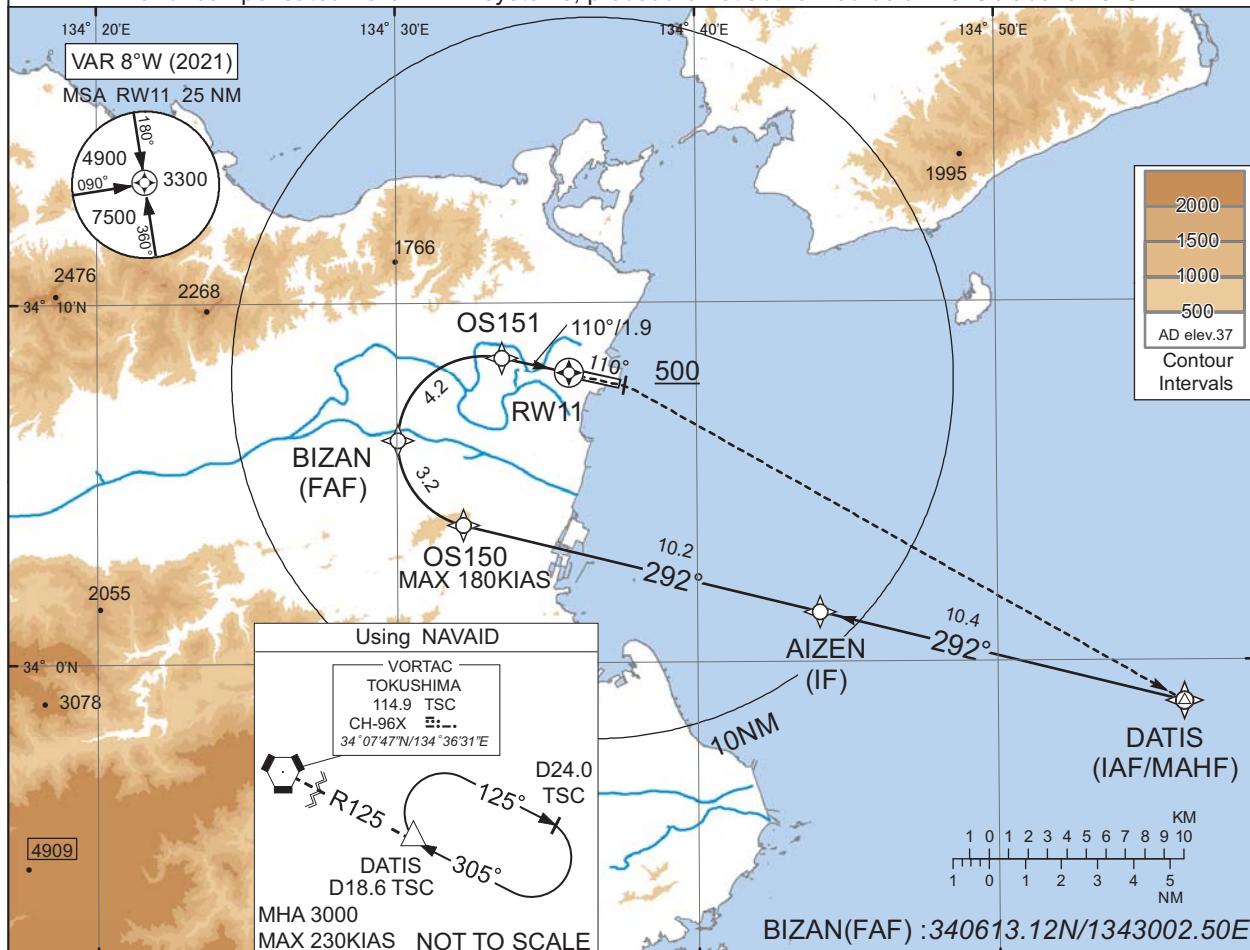 134° 20'E
134° 30'E
134° 40'E
134° 50'E
VAR 8°W (2021)
MSA RW11 25 NM
180°
4900
3300
090°
7500
360°
1995
2000
1500
1000
500
AD elev.37
Contour
Intervals
1766
2476
2268
34° 10'N
OS151
110°/1.9
110°
500
RW11
4.2
BIZAN
(FAF)
3.2
OS150
MAX 180KIAS
10.2
292°
2055
AIZEN
(IF)
10.4
292°
34° 0'N
3078
10NM
DATIS
(IAF/MAHF)
Using NAVAID
VORTAC
TOKUSHIMA
114.9 TSC
CH-96X
34°07'47"N/134°36'31"E
D24.0
TSC
125°
R125
305°
DATIS
D18.6 TSC
MHA 3000
MAX 230KIAS NOT TO SCALE
4909
KM
1 0 1 2 3 4 5 6 7 8 9 10
1 0 1 2 3 4 5
NM
BIZAN(FAF) :340613.12N/1343002.50E